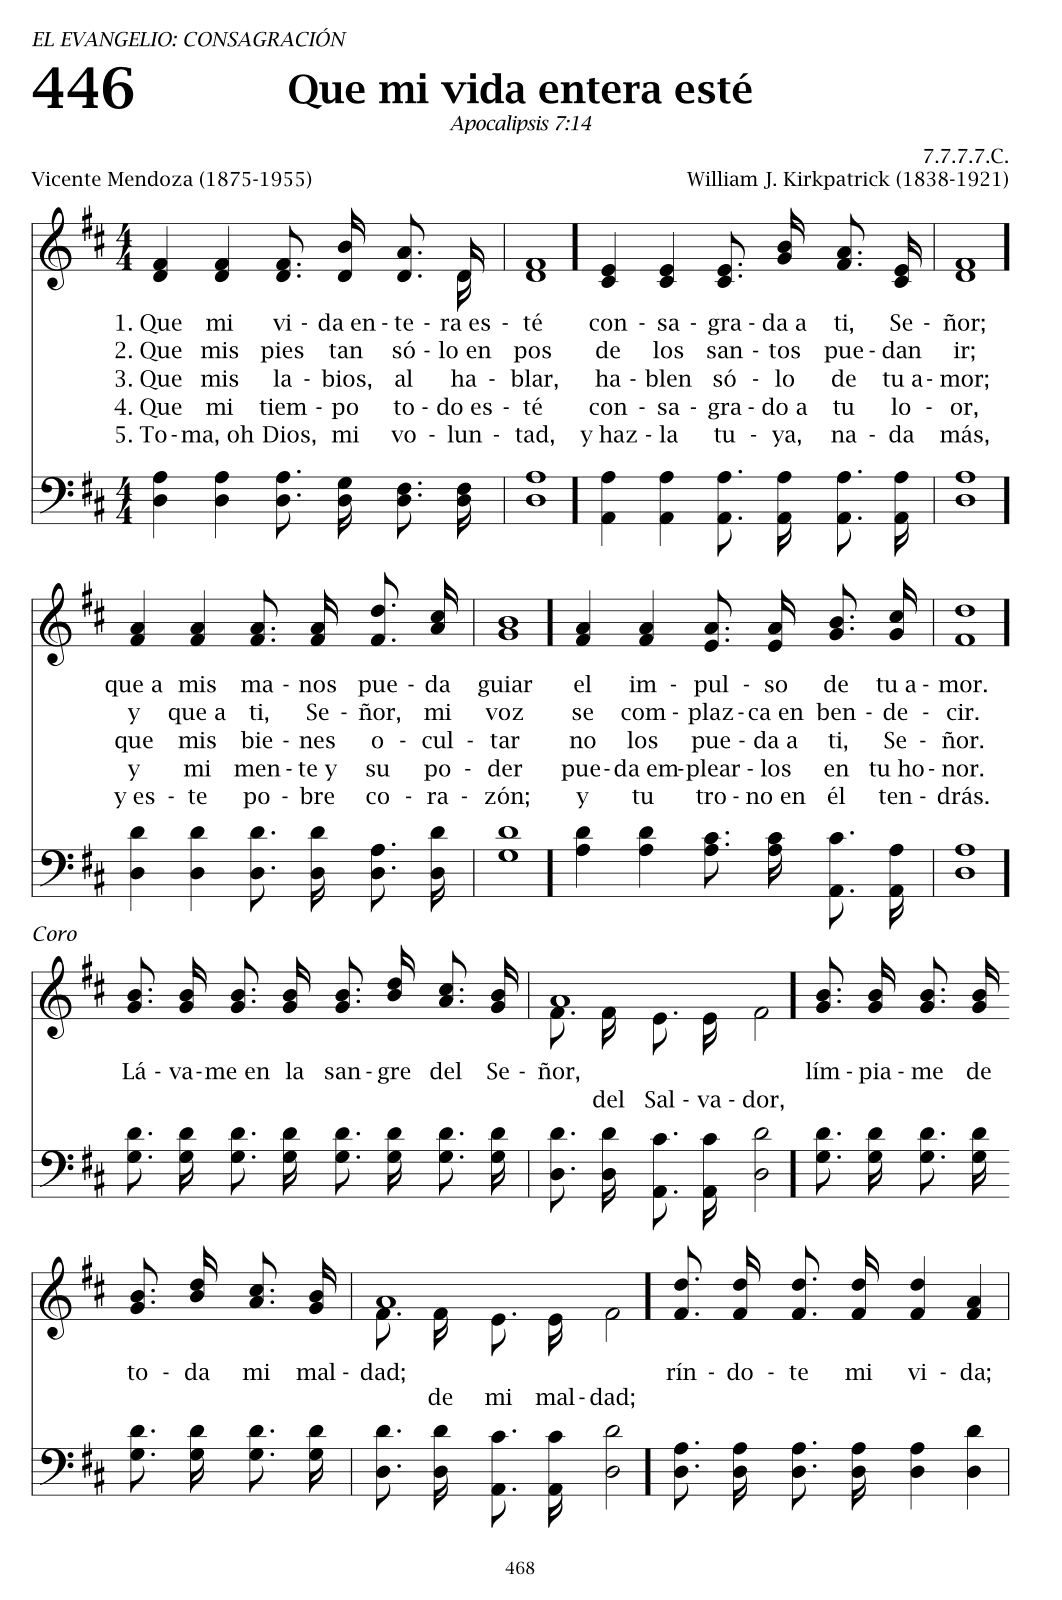 EL EVANGELIO: CONSAGRACIÓN
446 Que mi vida entera esté
Apocalipsis 7:14
7.7.7.7.C.
Vicente Mendoza (1875-1955) William J. Kirkpatrick (1838-1921)
1. Que mi vi - da en - te - ra es - té con - sa - gra - da a ti, Se - ñor;
2. Que mis pies tan só - lo en pos de los san - tos pue - dan ir;
3. Que mis la - bios, al ha - blar, ha - blen só - lo de tu a - mor;
4. Que mi tiem - po to - do es - té con - sa - gra - do a tu lo - or,
5. To - ma, oh Dios, mi vo - lun - tad, y haz - la tu - ya, na - da más,
que a mis ma - nos pue - da guiar el im - pul - so de tu a - mor.
y que a ti, Se - ñor, mi voz se com - plaz - ca en ben - de - cir.
que mis bie - nes o - cul - tar no los pue - da a ti, Se - ñor.
y mi men - te y su po - der pue - da em - plear - los en tu ho - nor.
y es - te po - bre co - ra - zón; y tu tro - no en él ten - drás.
Coro
Lá - va - me en la san - gre del Se - ñor, lím - pia - me de
del Sal - va - dor,
to - da mi mal - dad; rín - do - te mi vi - da;
de mi mal - dad;
468